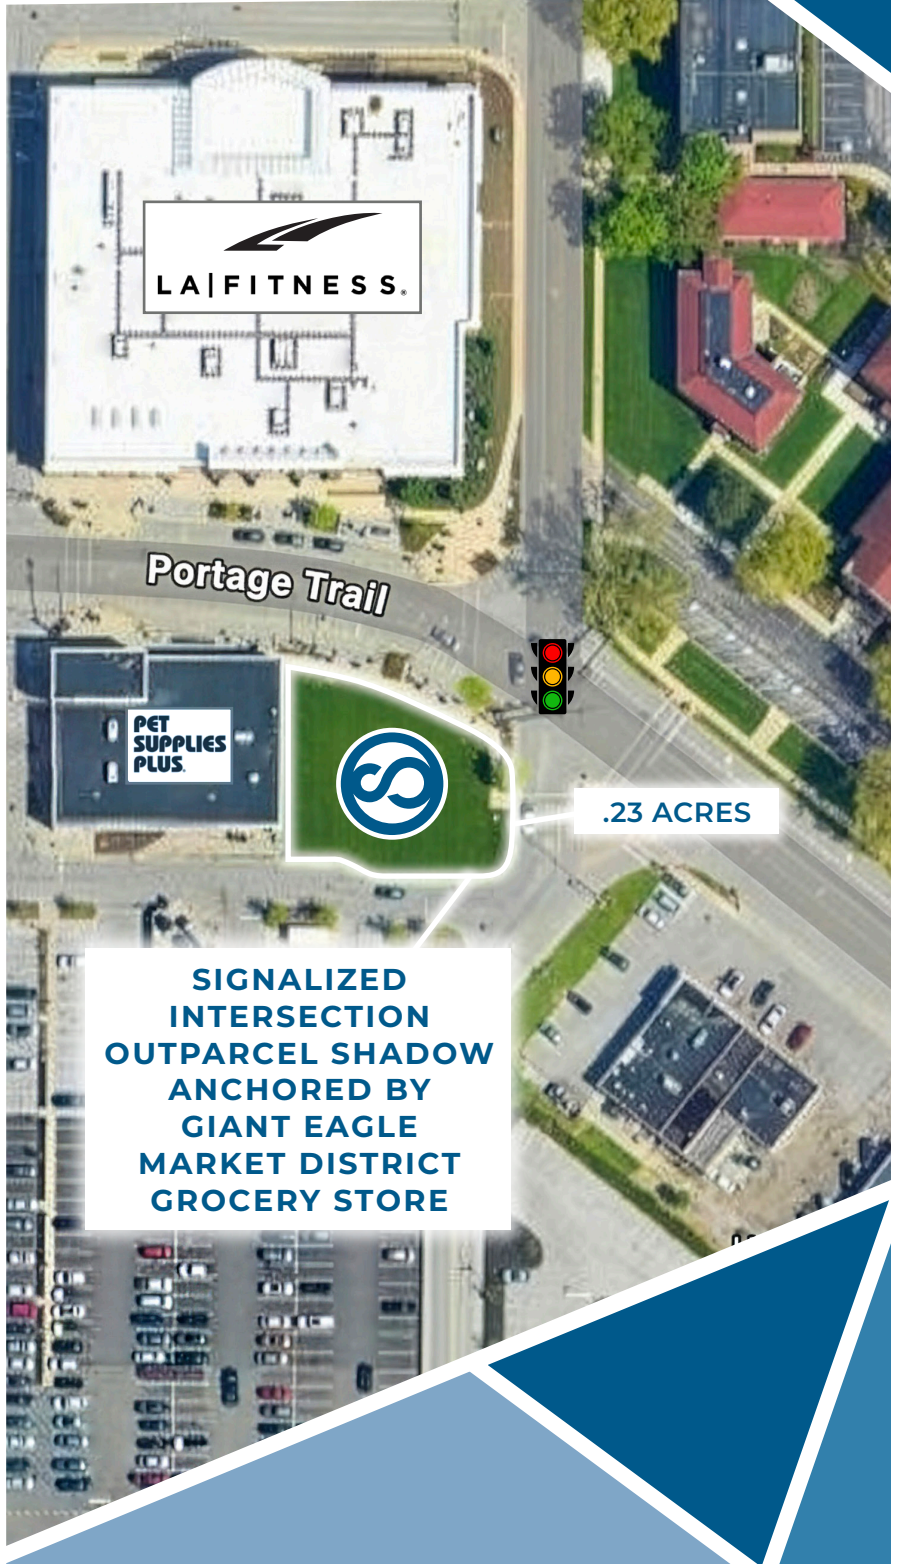 LA|FITNESS®
Portage Trail
PET
SUPPLIES
PLUS®
.23 ACRES
SIGNALIZED
INTERSECTION
OUTPARCEL SHADOW
ANCHORED BY
GIANT EAGLE
MARKET DISTRICT
GROCERY STORE